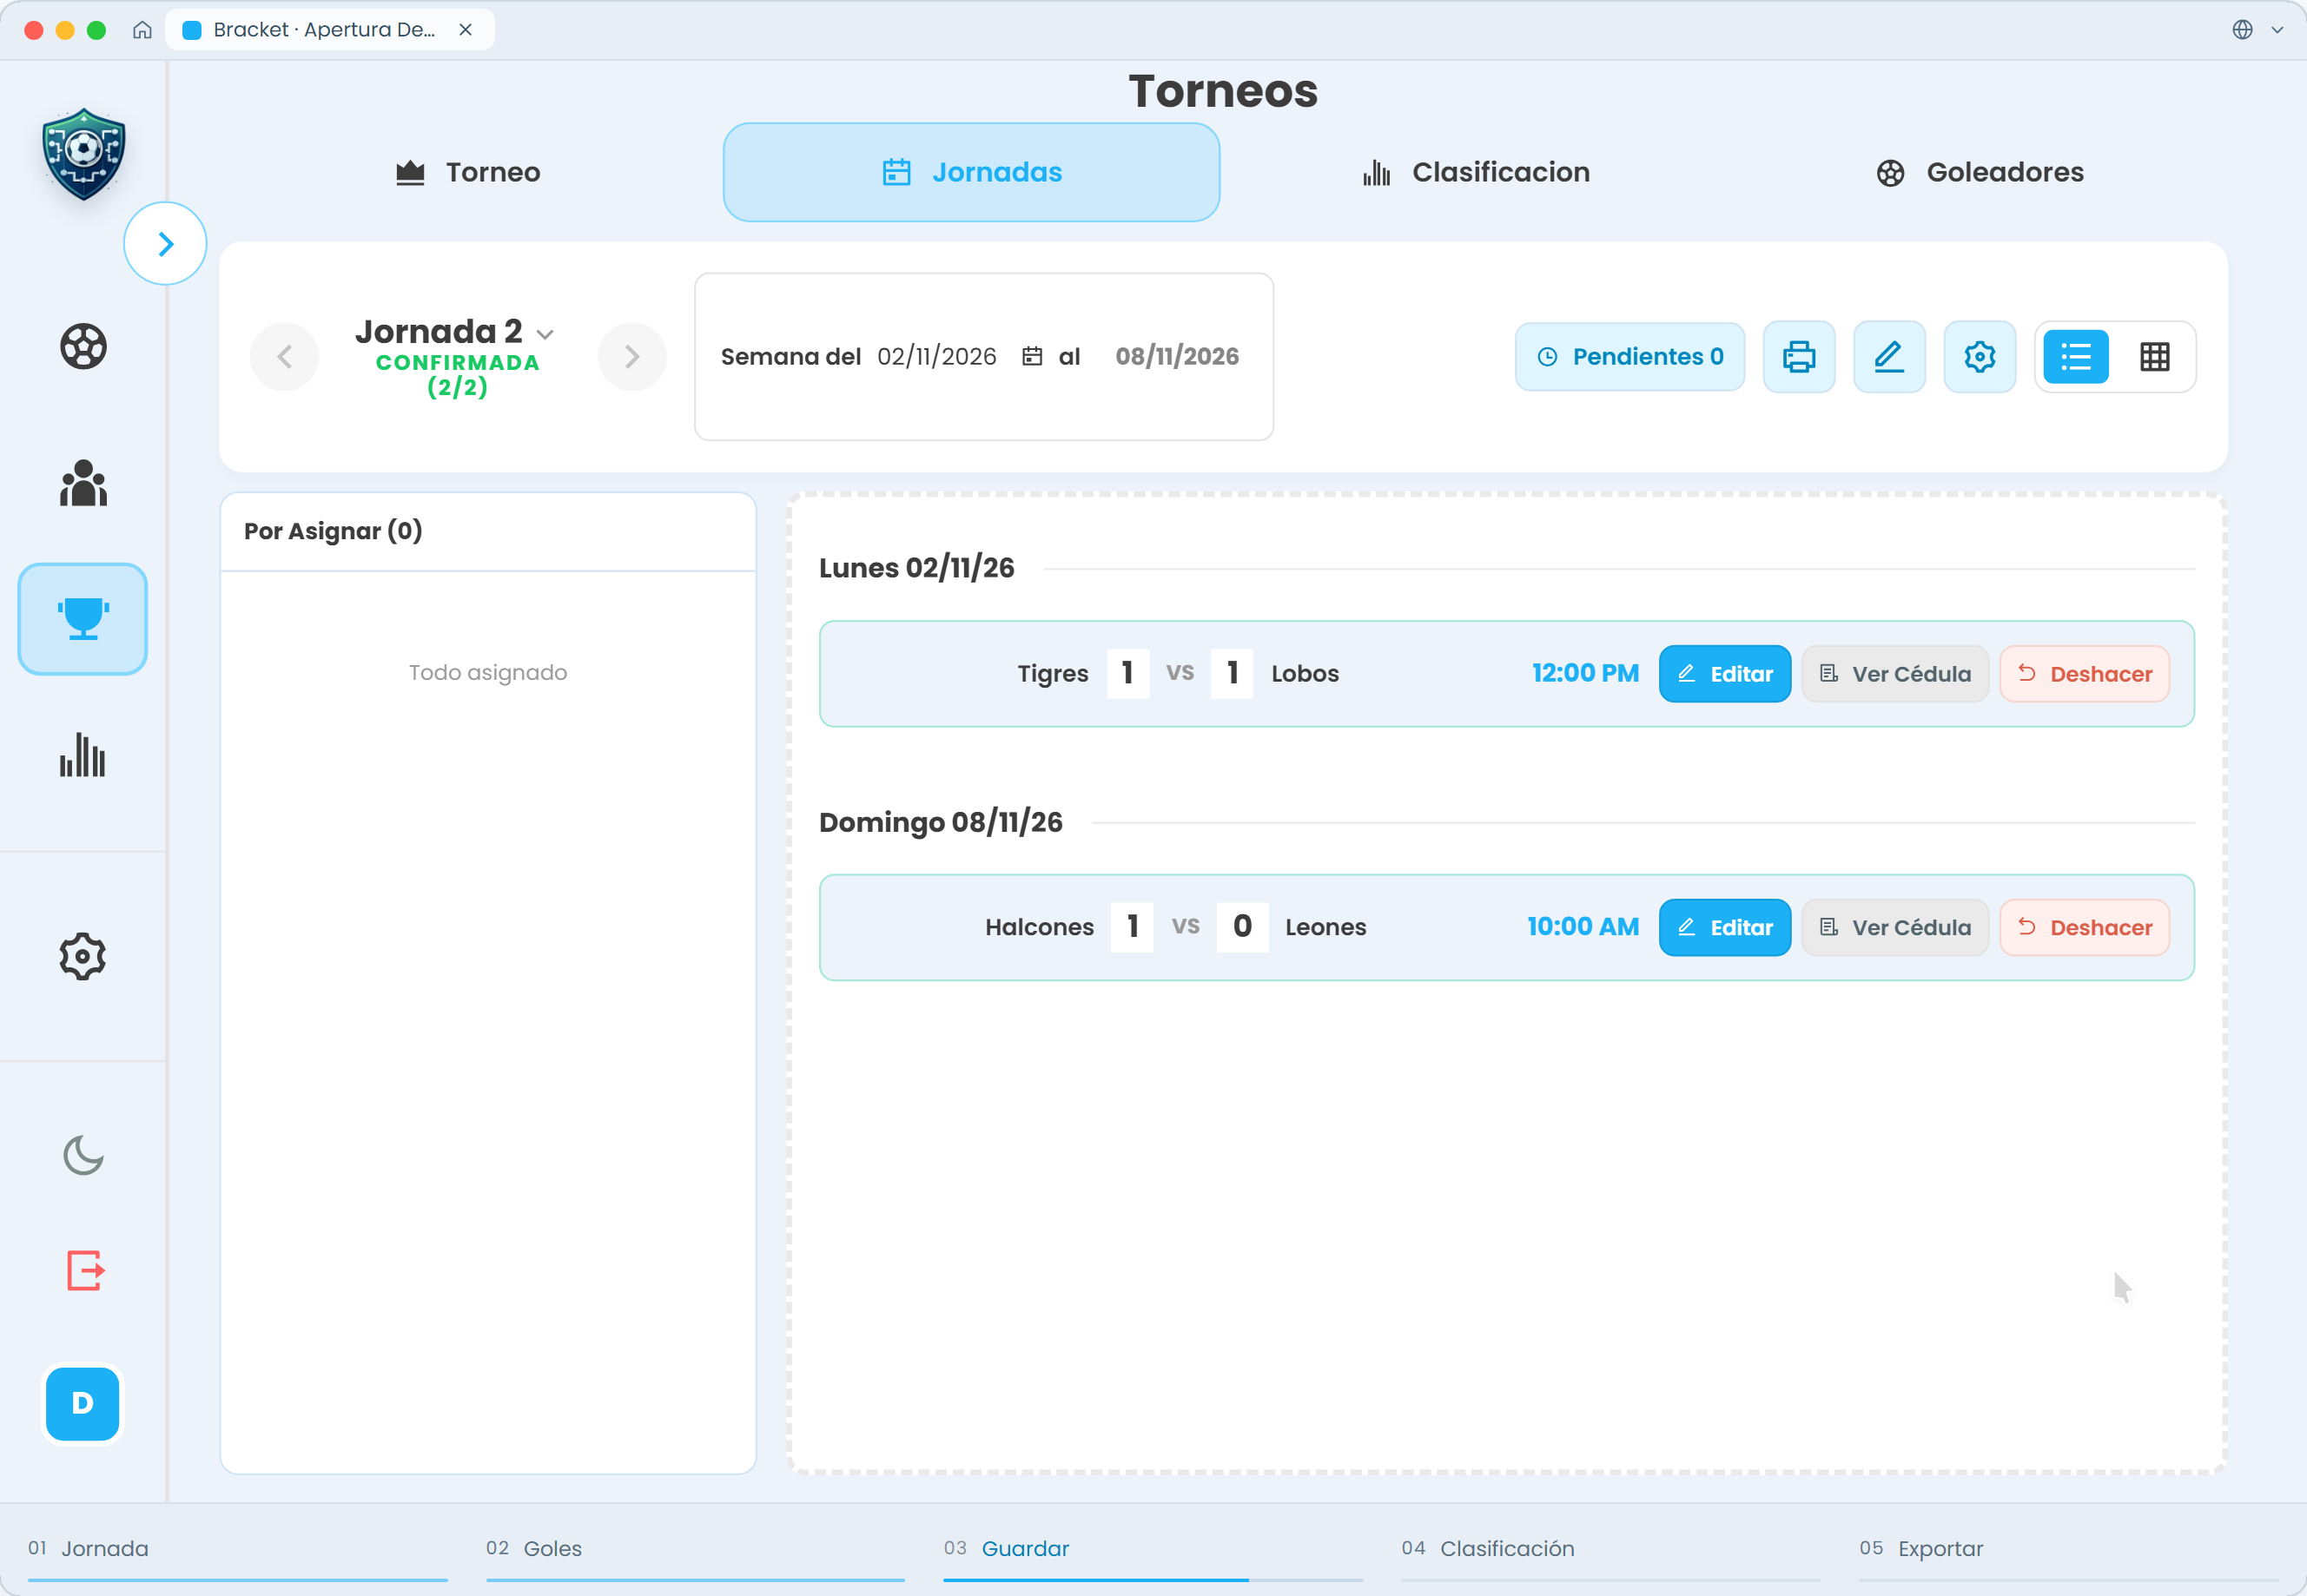 Bracket · Apertura De...
Torneos
Torneo
Jornadas
Clasificacion
Goleadores
Jornada 2
CONFIRMADA
(2/2)
Semana del 02/11/2026 al 08/11/2026
Pendientes 0
Por Asignar (0)
Todo asignado
Lunes 02/11/26
Tigres 1 VS 1 Lobos 12:00 PM Editar Ver Cédula Deshacer
Domingo 08/11/26
Halcones 1 VS 0 Leones 10:00 AM Editar Ver Cédula Deshacer
D
01 Jornada
02 Goles
03 Guardar
04 Clasificación
05 Exportar